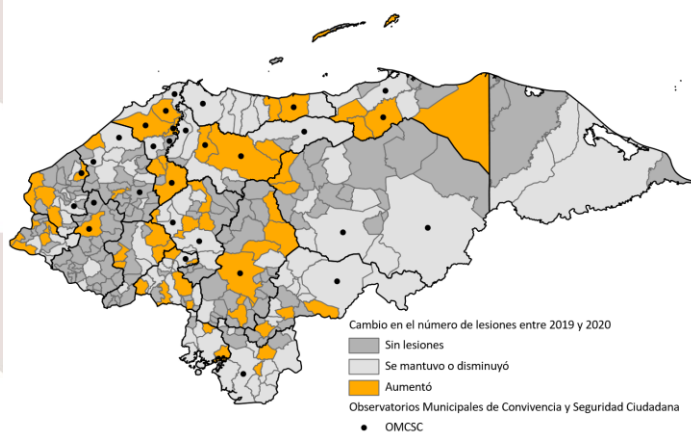 Cambio en el número de lesiones entre 2019 y 2020
Sin lesiones
Se mantuvo o disminuyó
Aumentó
Observatorios Municipales de Convivencia y Seguridad Ciudadana
OMCSC